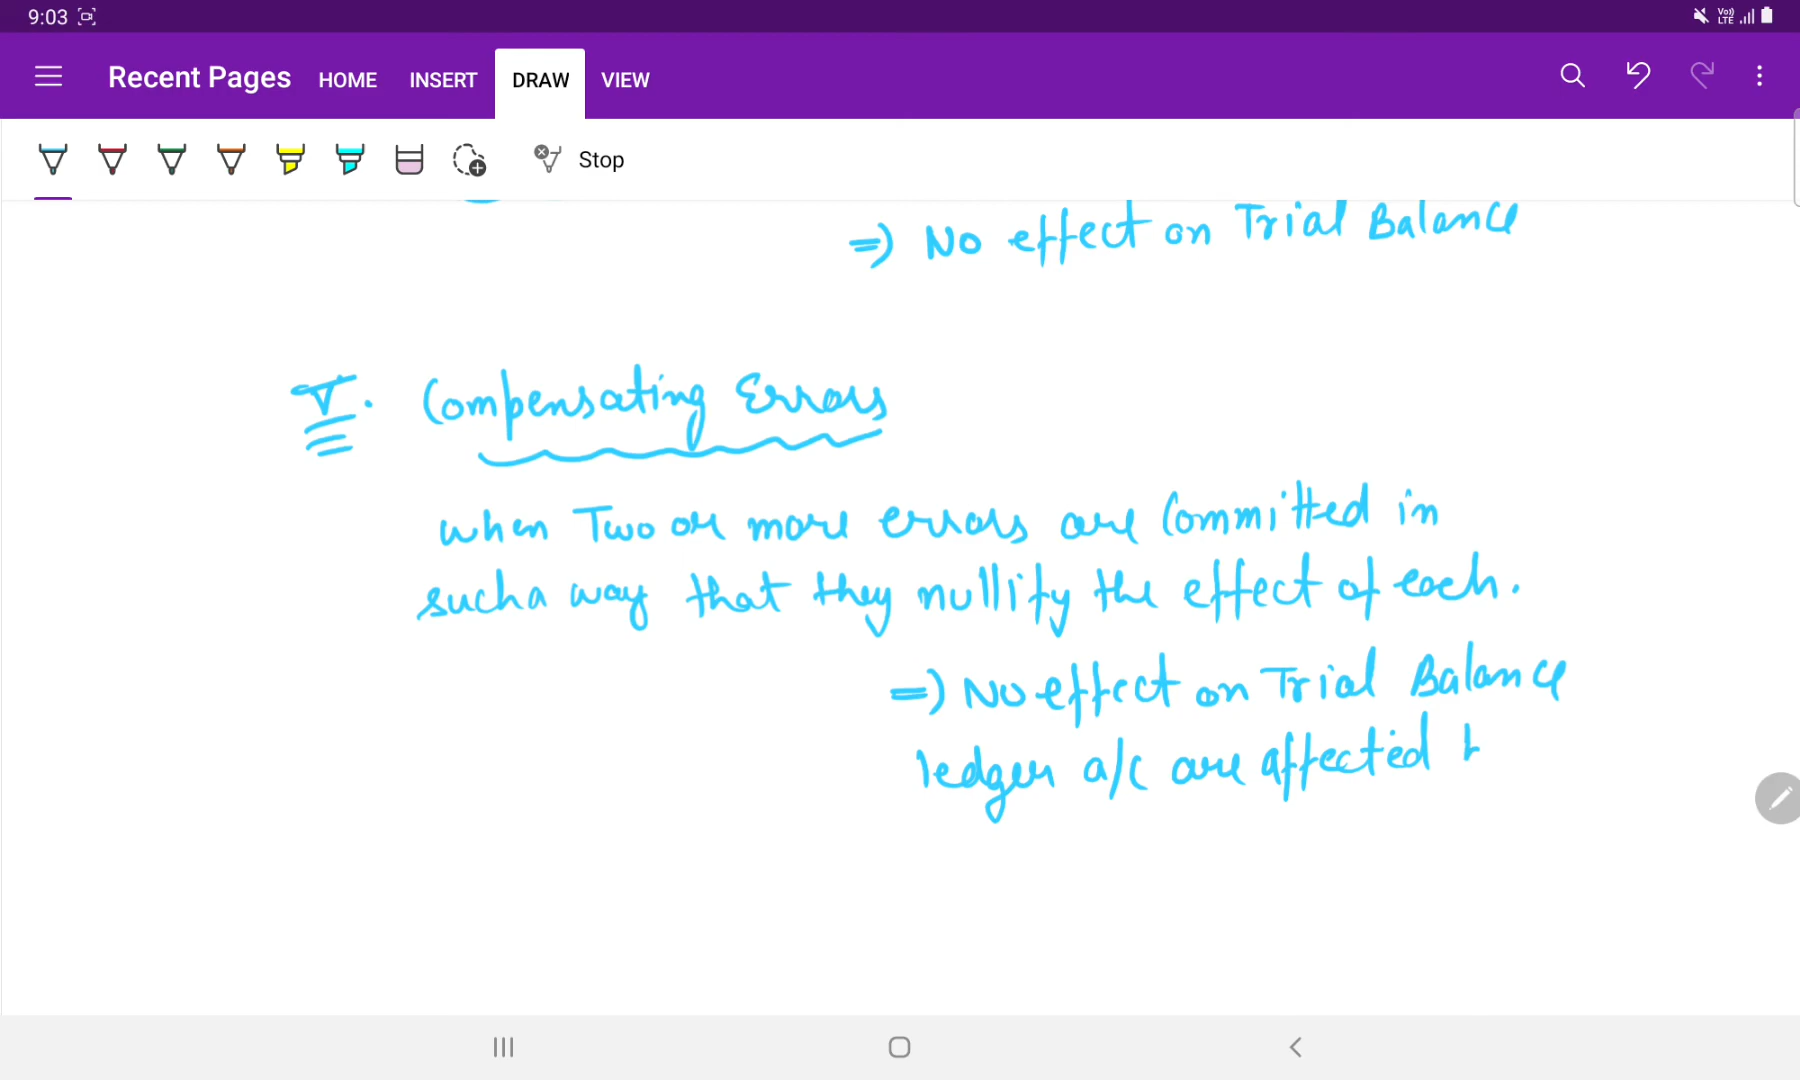 9:03
Vo)) LTE
Recent Pages HOME INSERT DRAW VIEW
Stop
=) No effect on Trial Balance
V. Compensating Errors
when Two or more errors are committed in
such a way that they nullify the effect of each.
=) No effect on Trial Balance
ledger a/c are affected